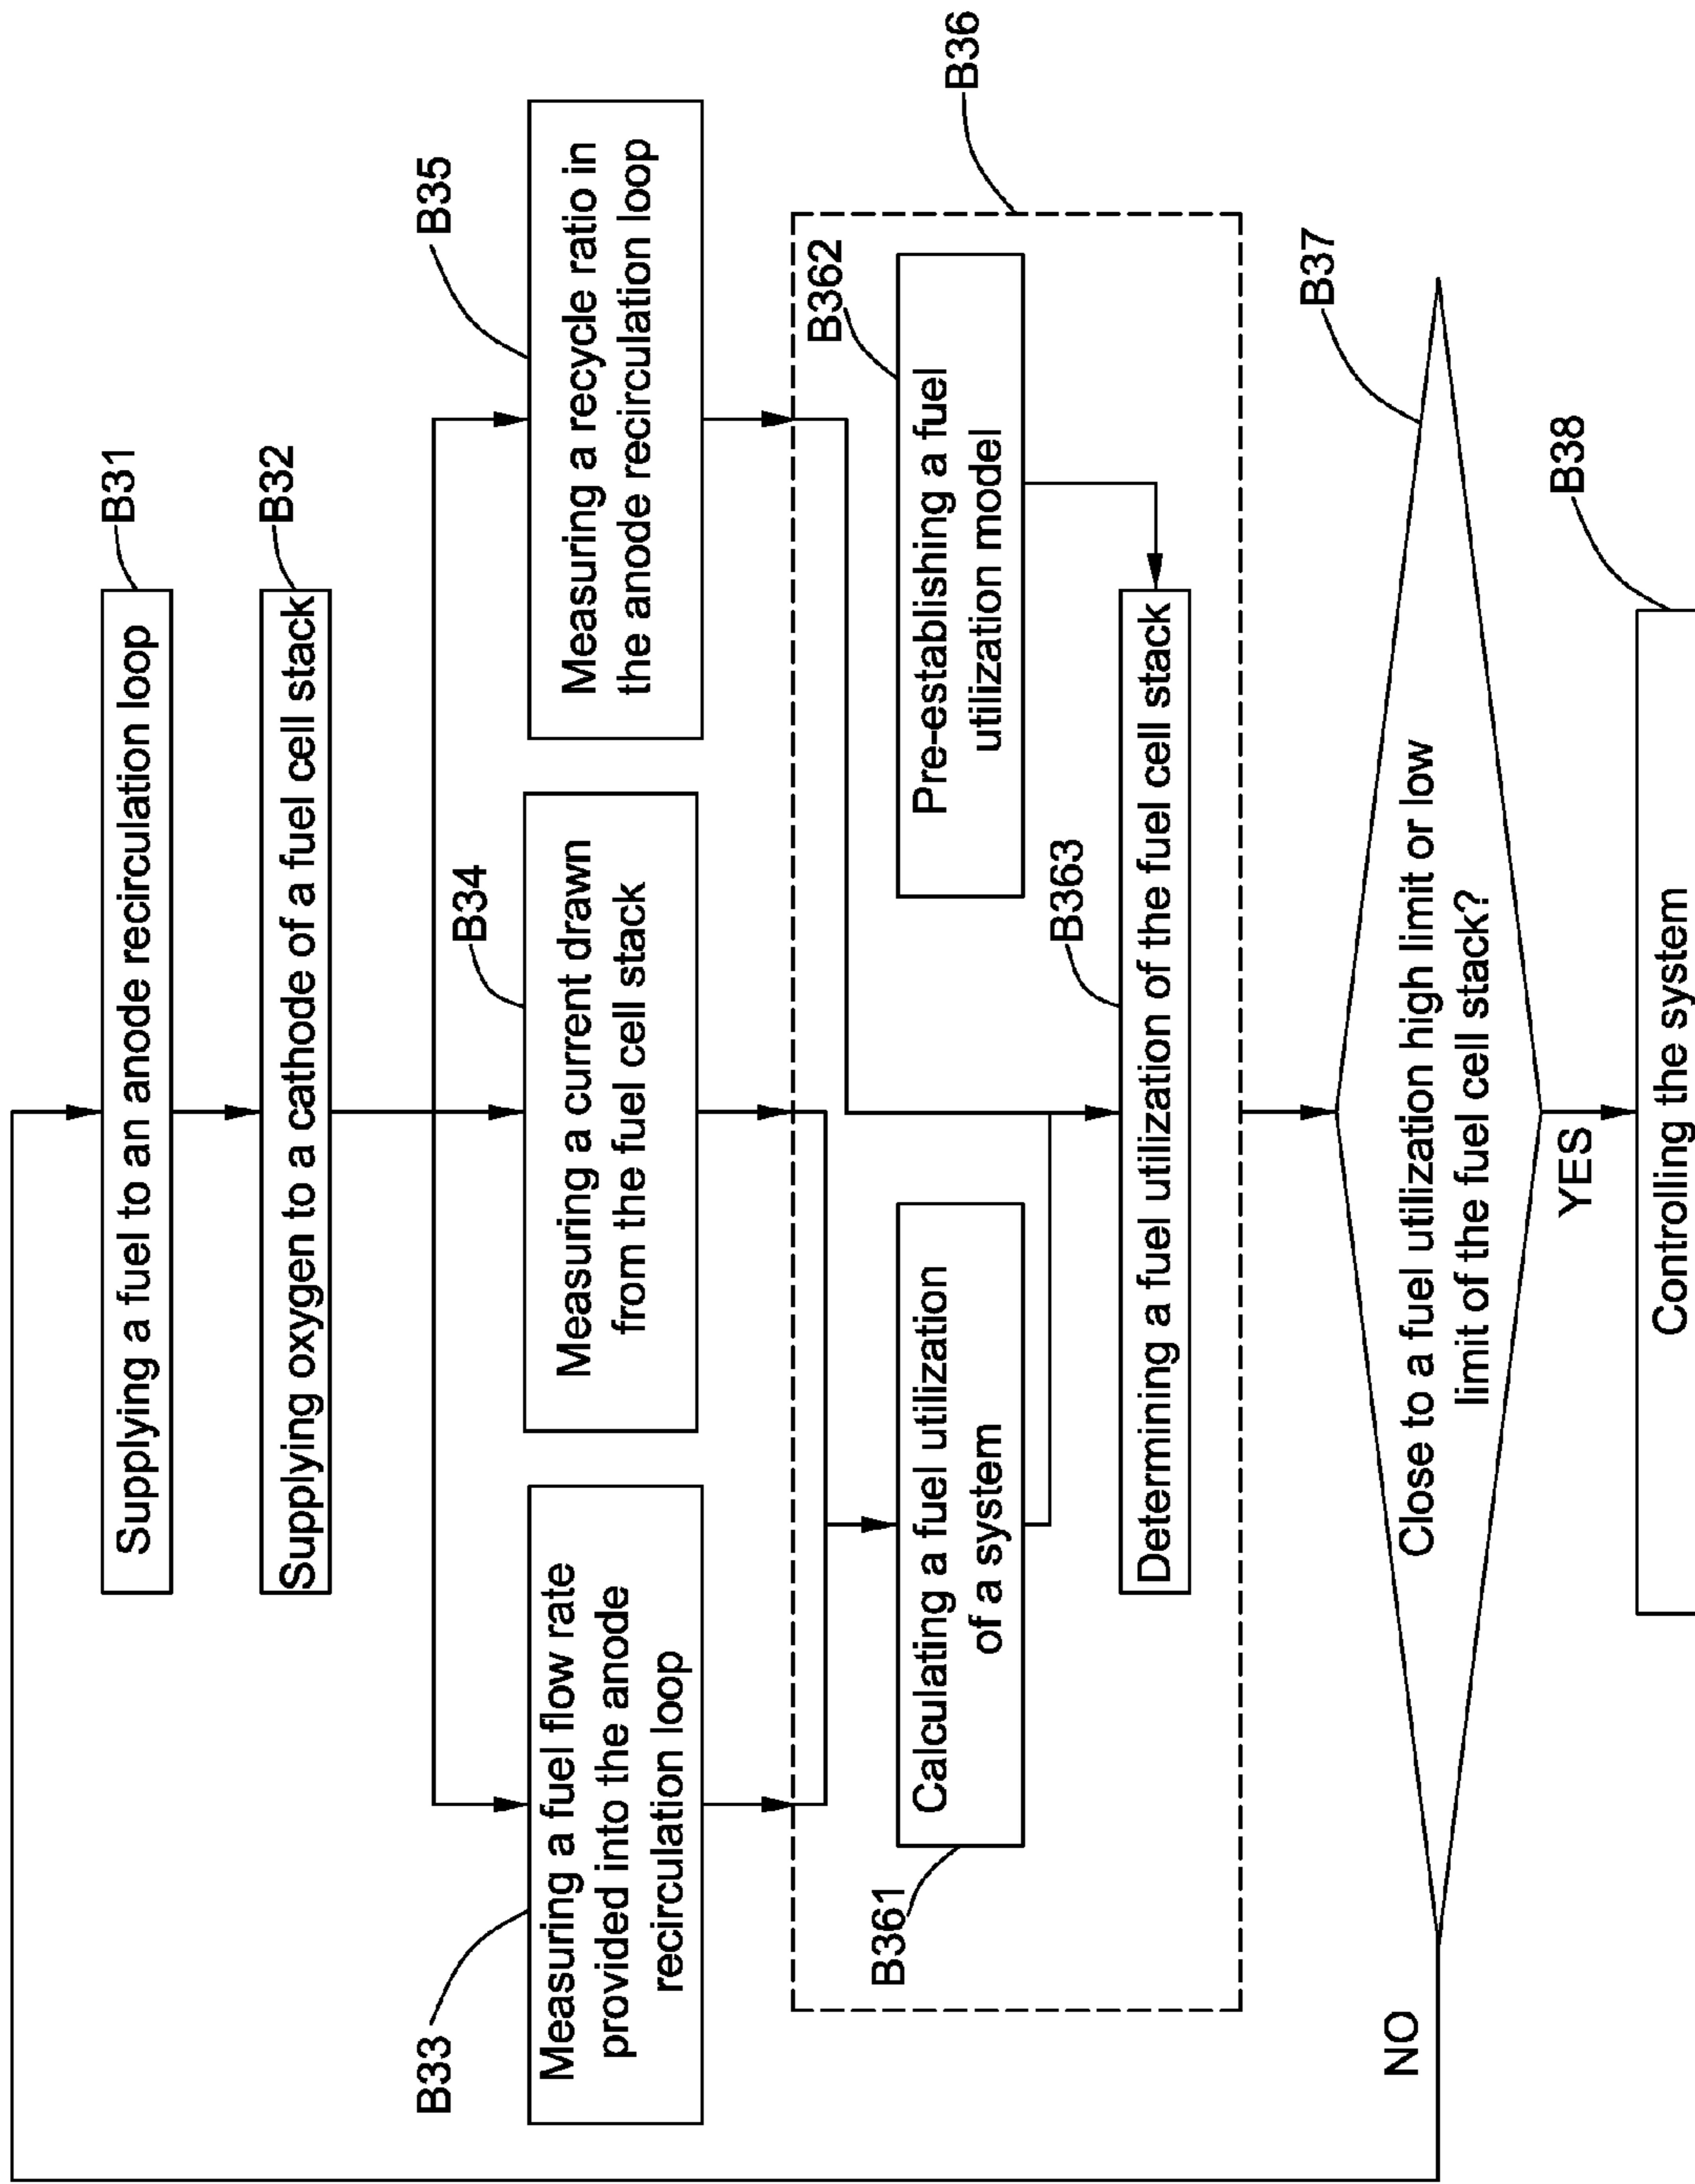 Supplying a fuel to an anode recirculation loop
B31
Supplying oxygen to a cathode of a fuel cell stack
B32
B33
Measuring a fuel flow rate
provided into the anode
recirculation loop
B34
Measuring a current drawn
from the fuel cell stack
B35
Measuring a recycle ratio in
the anode recirculation loop
B36
B361
Calculating a fuel utilization
of a system
B362
Pre-establishing a fuel
utilization model
B363
Determining a fuel utilization of the fuel cell stack
B37
Close to a fuel utilization high limit or low
limit of the fuel cell stack?
NO
YES
B38
Controlling the system